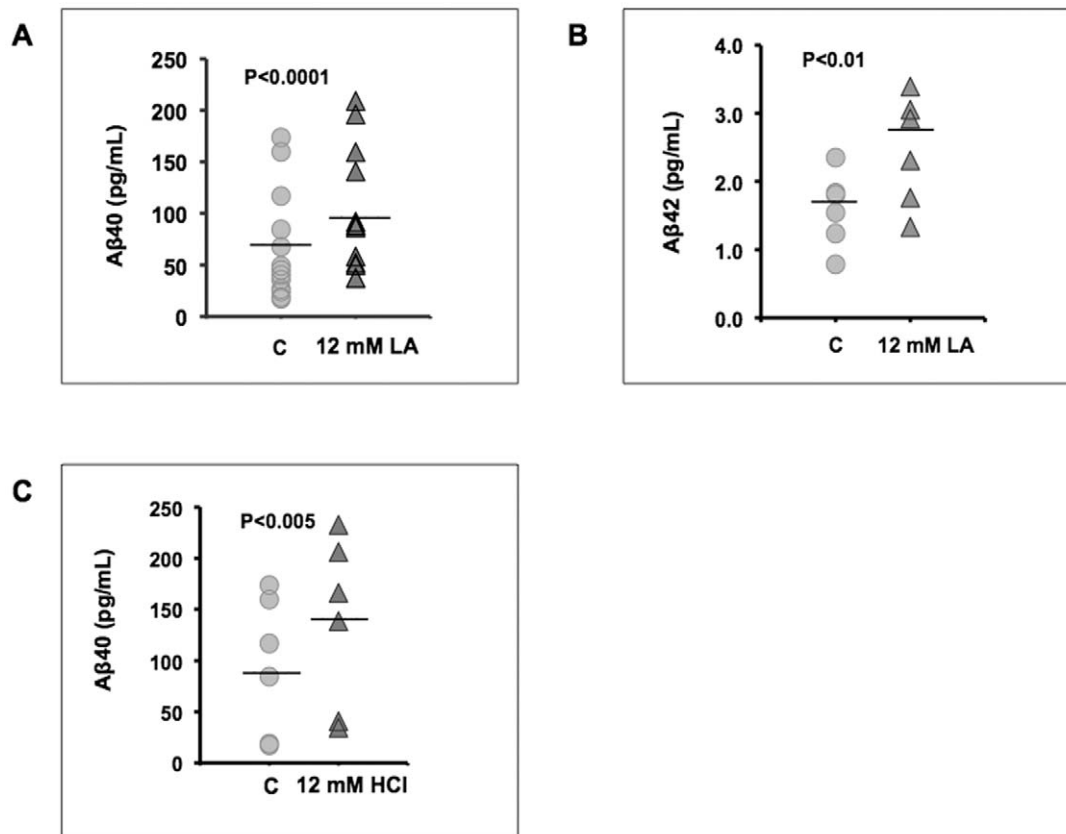 A
250
200
150
100
50
0
Aβ40 (pg/mL)
P<0.0001
C 12 mM LA
B
4.0
3.0
2.0
1.0
0.0
Aβ42 (pg/mL)
P<0.01
C 12 mM LA
C
250
200
150
100
50
0
Aβ40 (pg/mL)
P<0.005
C 12 mM HCl